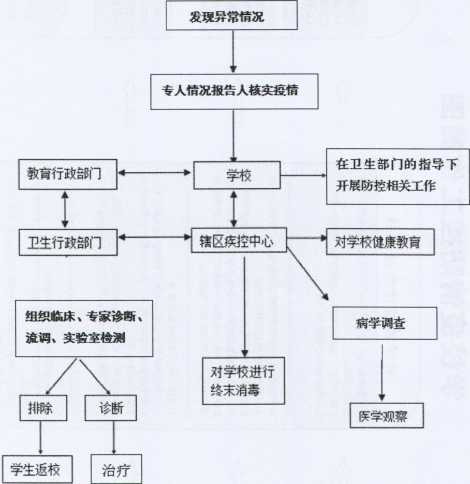 发现异常情况
专人情况报告人核实疫情
教育行政部门
学校
在卫生部门的指导下
开展防控相关工作
卫生行政部门
辖区疾控中心
对学校健康教育
组织临床、专家诊断、
流调、实验室检测
病学调查
对学校进行
终末消毒
排除
诊断
医学观察
学生返校
治疗